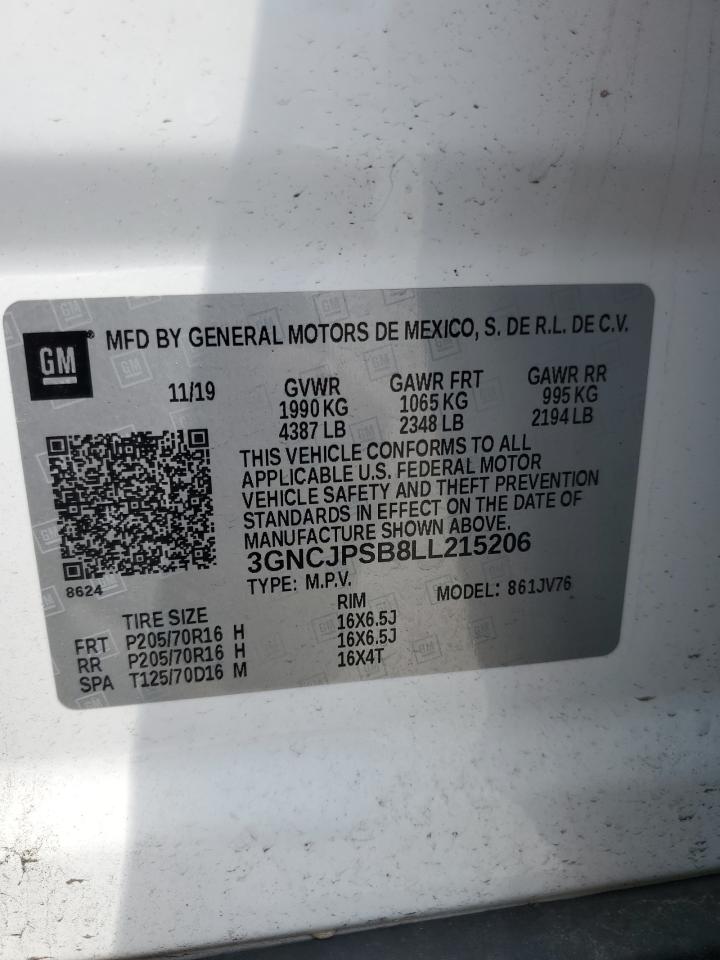 GM
MFD BY GENERAL MOTORS DE MEXICO, S. DE R.L. DE C.V.
11/19 GVWR GAWR FRT GAWR RR
1990 KG 1065 KG 995 KG
4387 LB 2348 LB 2194 LB
THIS VEHICLE CONFORMS TO ALL
APPLICABLE U.S. FEDERAL MOTOR
VEHICLE SAFETY AND THEFT PREVENTION
STANDARDS IN EFFECT ON THE DATE OF
MANUFACTURE SHOWN ABOVE.
3GNCJPSB8LL215206
8624
TYPE: M.P.V. MODEL: 861JV76
TIRE SIZE RIM
FRT P205/70R16 H 16X6.5J
RR P205/70R16 H 16X6.5J
SPA T125/70D16 M 16X4T